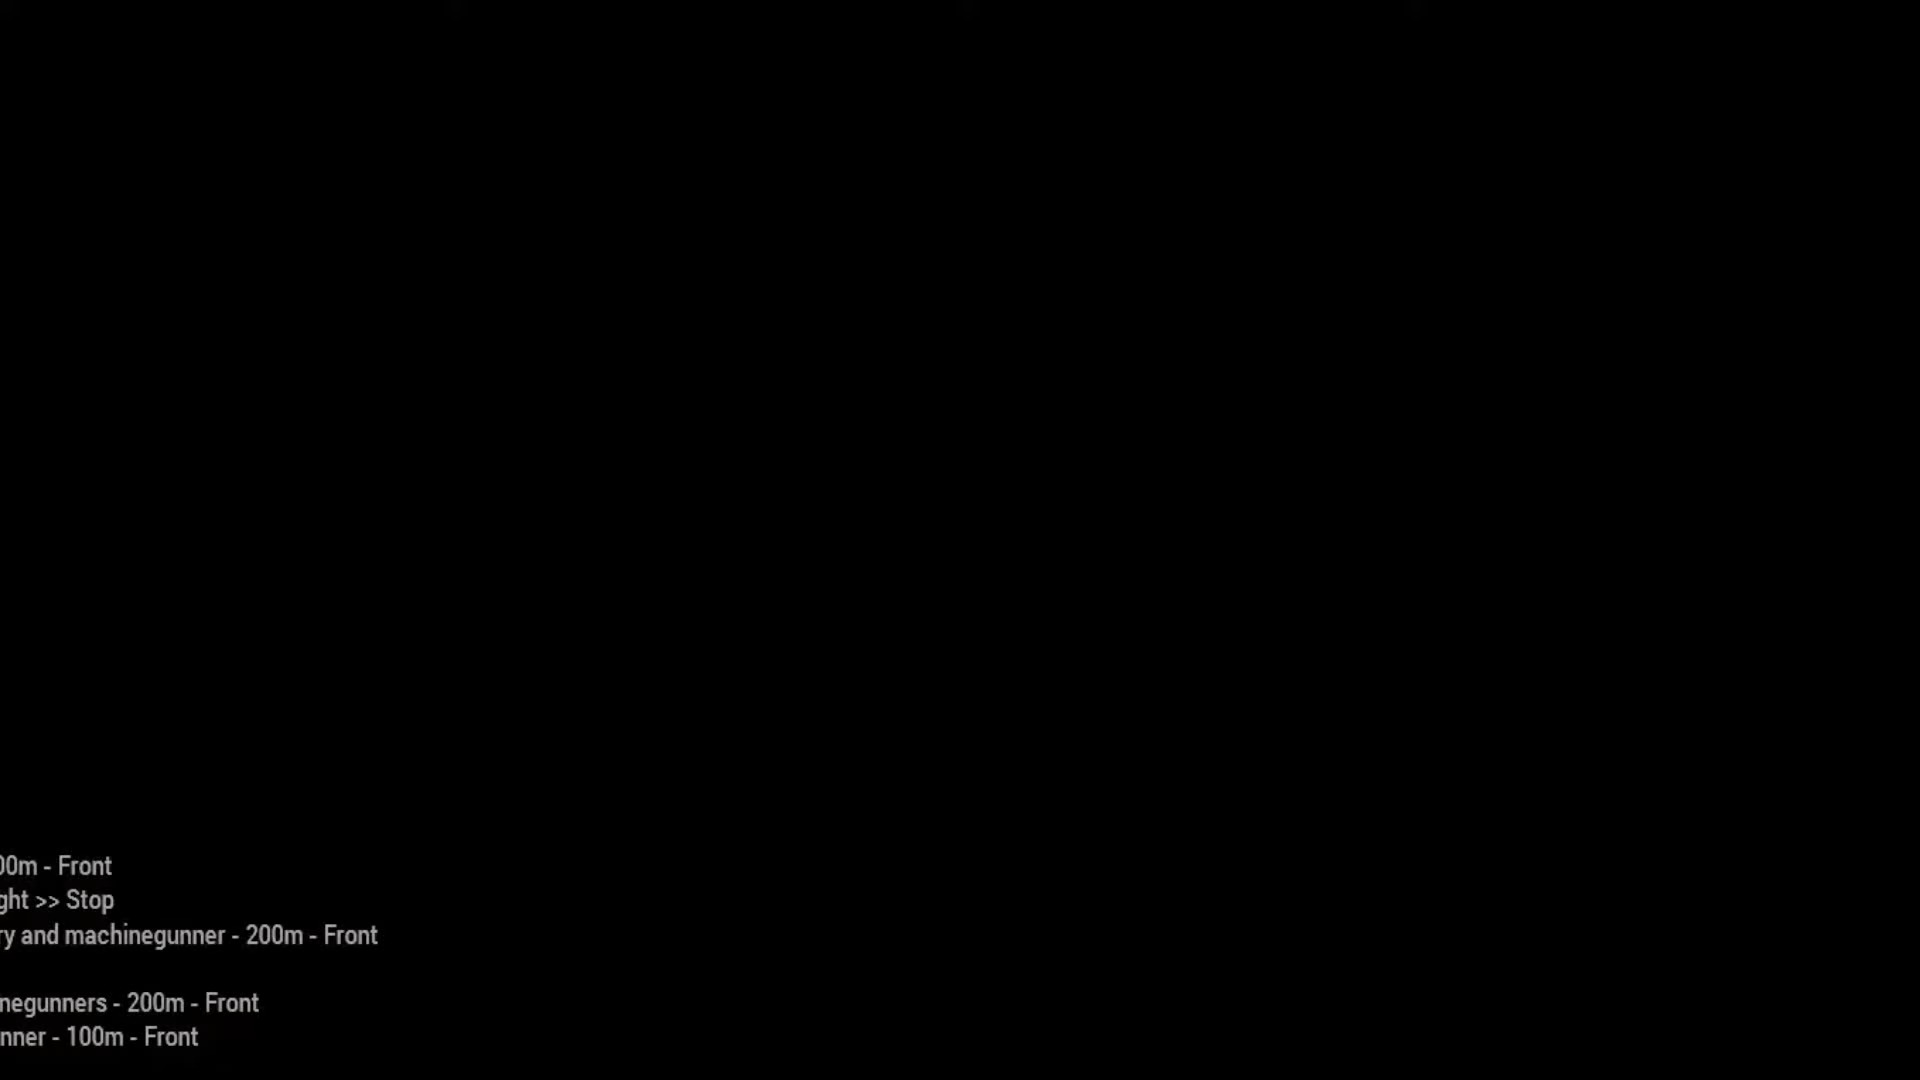 00m - Front
ght >> Stop
ry and machinegunner - 200m - Front
negunners - 200m - Front
nner - 100m - Front